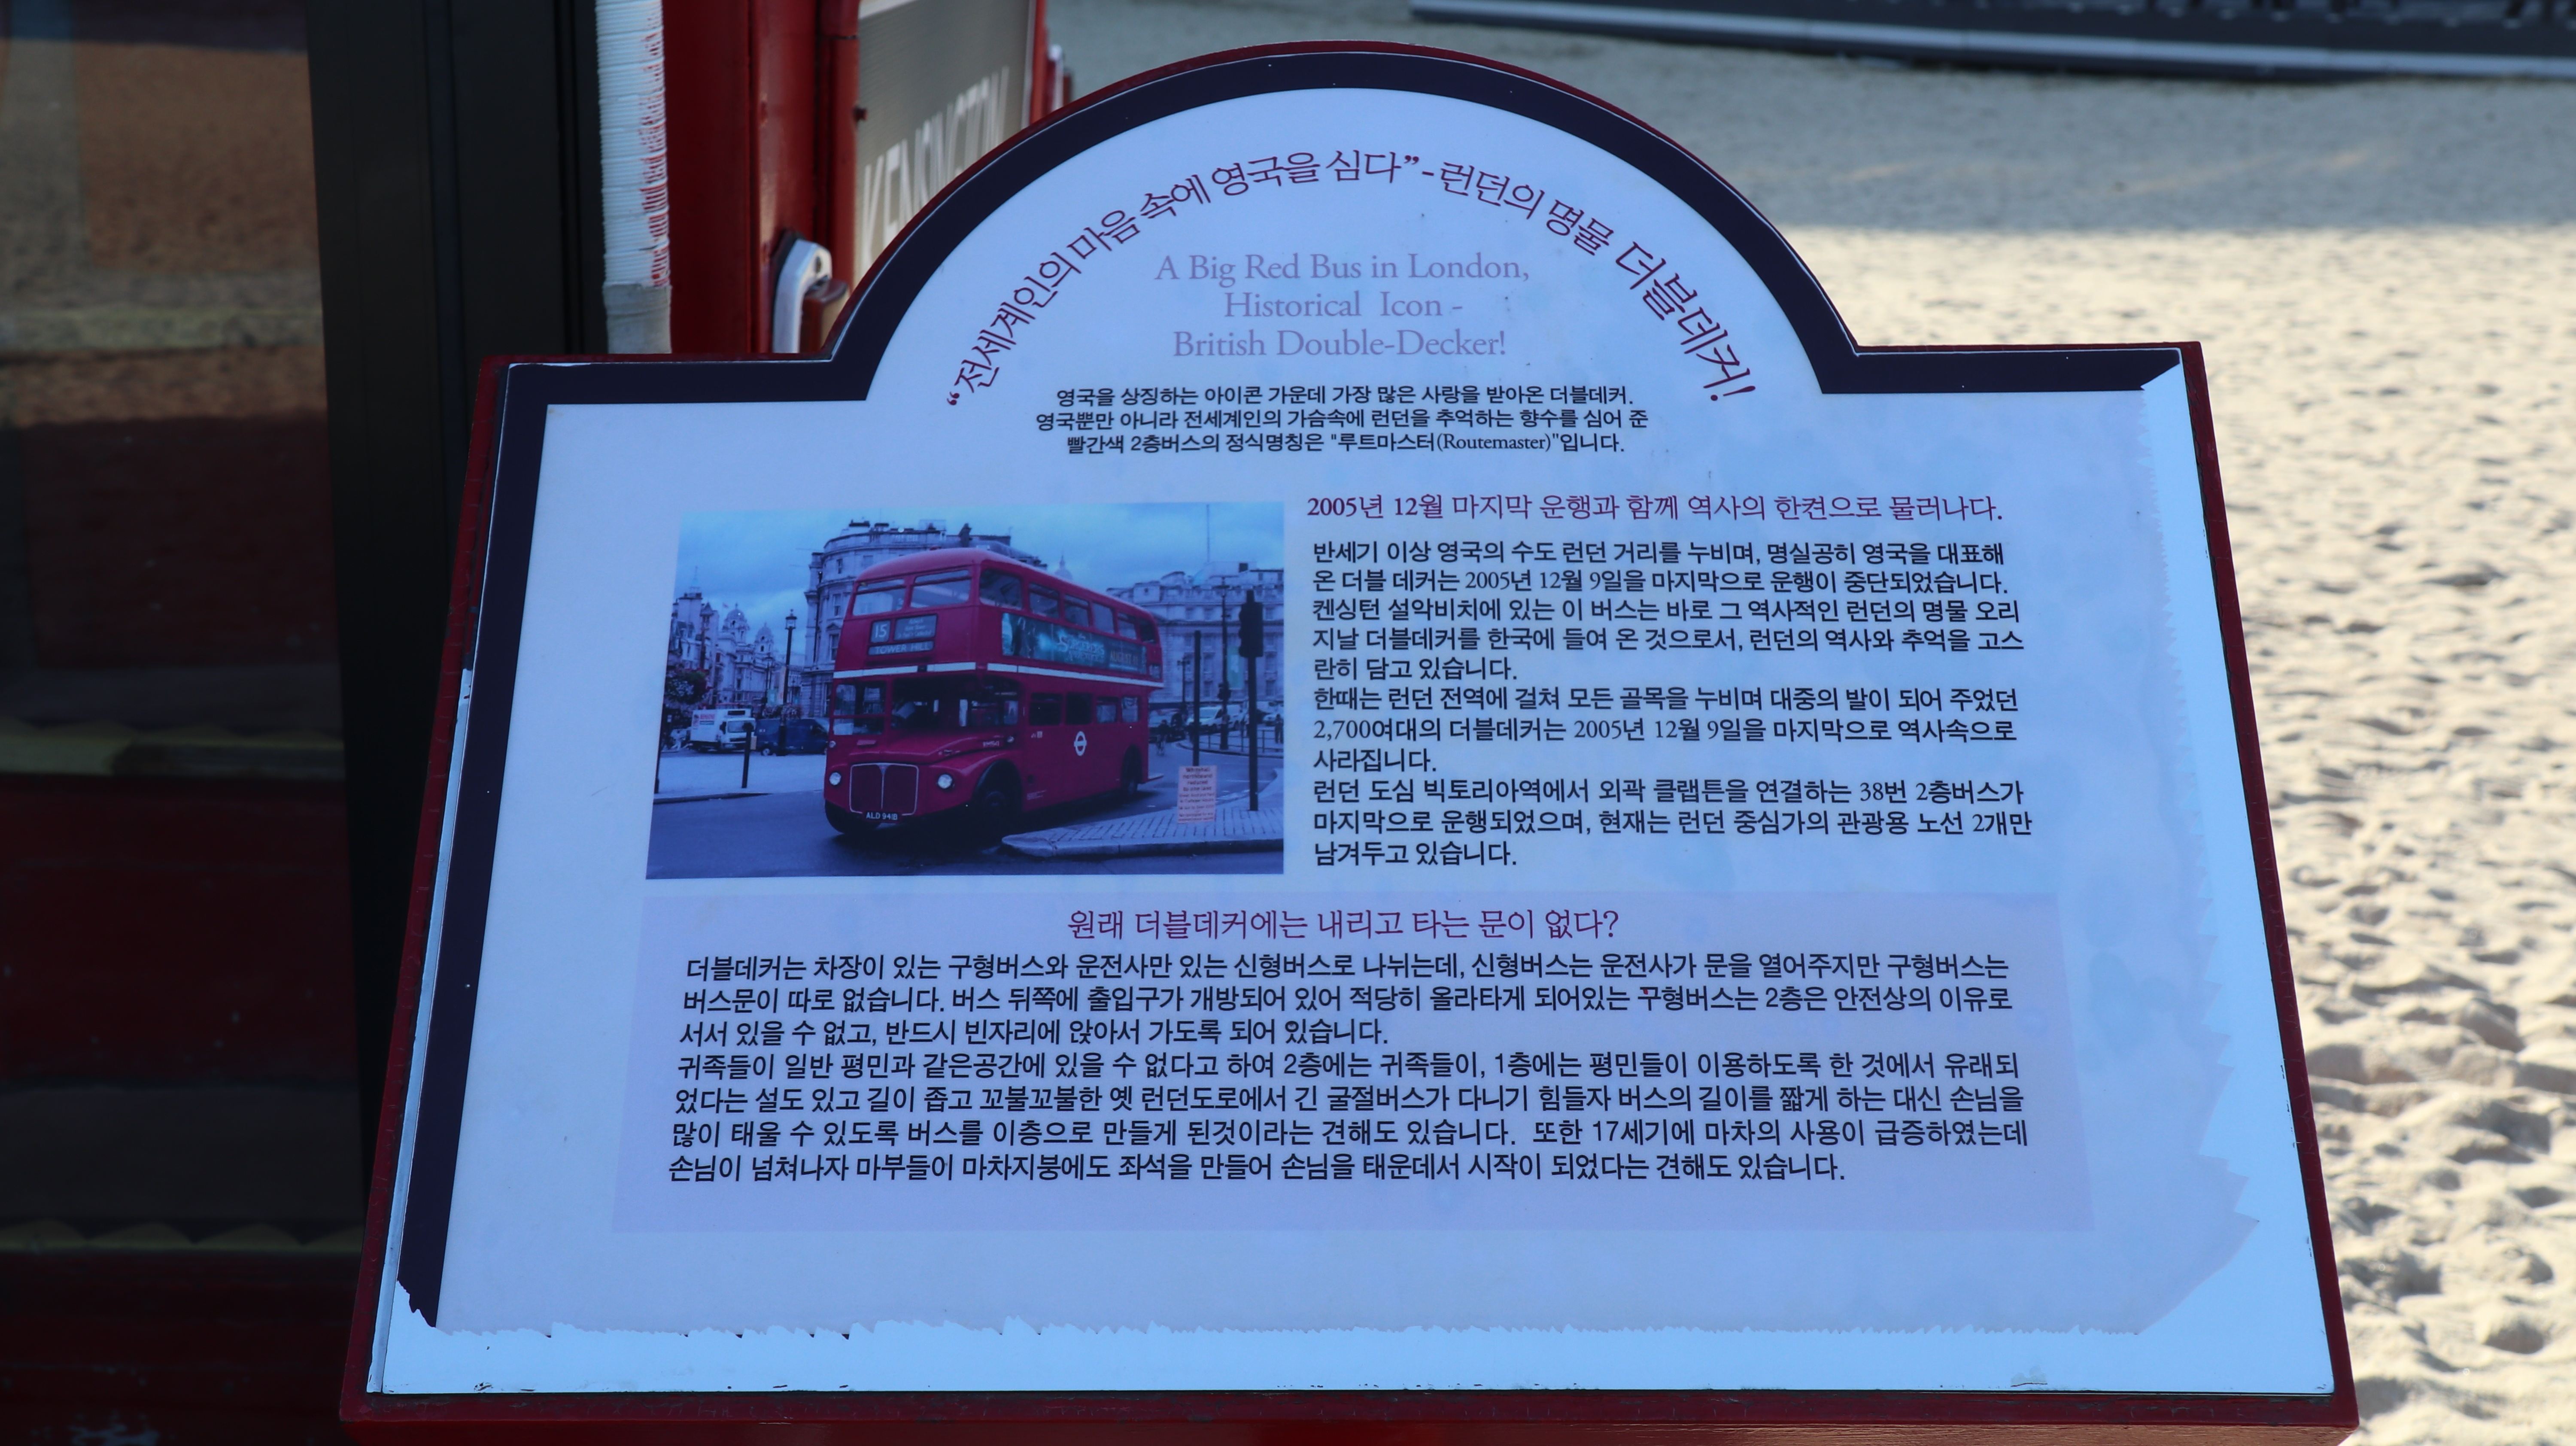 KENSINGTON
“전세계인의 마음 속에 영국을 심다” - 런던의 명물 더블데커!
A Big Red Bus in London,
Historical Icon -
British Double-Decker!
영국을 상징하는 아이콘 가운데 가장 많은 사랑을 받아온 더블데커.
영국뿐만 아니라 전세계인의 가슴속에 런던을 추억하는 향수를 심어 준
빨간색 2층버스의 정식명칭은 "루트마스터(Routemaster)"입니다.
2005년 12월 마지막 운행과 함께 역사의 한켠으로 물러나다.
반세기 이상 영국의 수도 런던 거리를 누비며, 명실공히 영국을 대표해
온 더블 데커는 2005년 12월 9일을 마지막으로 운행이 중단되었습니다.
켄싱턴 설악비치에 있는 이 버스는 바로 그 역사적인 런던의 명물 오리
지날 더블데커를 한국에 들여 온 것으로서, 런던의 역사와 추억을 고스
란히 담고 있습니다.
한때는 런던 전역에 걸쳐 모든 골목을 누비며 대중의 발이 되어 주었던
2,700여대의 더블데커는 2005년 12월 9일을 마지막으로 역사속으로
사라집니다.
런던 도심 빅토리아역에서 외곽 클랩튼을 연결하는 38번 2층버스가
마지막으로 운행되었으며, 현재는 런던 중심가의 관광용 노선 2개만
남겨두고 있습니다.
15
TOWER HILL
ALD 941B
원래 더블데커에는 내리고 타는 문이 없다?
더블데커는 차장이 있는 구형버스와 운전사만 있는 신형버스로 나뉘는데, 신형버스는 운전사가 문을 열어주지만 구형버스는
버스문이 따로 없습니다. 버스 뒤쪽에 출입구가 개방되어 있어 적당히 올라타게 되어있는 구형버스는 2층은 안전상의 이유로
서서 있을 수 없고, 반드시 빈자리에 앉아서 가도록 되어 있습니다.
귀족들이 일반 평민과 같은공간에 있을 수 없다고 하여 2층에는 귀족들이, 1층에는 평민들이 이용하도록 한 것에서 유래되
었다는 설도 있고 길이 좁고 꼬불꼬불한 옛 런던도로에서 긴 굴절버스가 다니기 힘들자 버스의 길이를 짧게 하는 대신 손님을
많이 태울 수 있도록 버스를 이층으로 만들게 된것이라는 견해도 있습니다. 또한 17세기에 마차의 사용이 급증하였는데
손님이 넘쳐나자 마부들이 마차지붕에도 좌석을 만들어 손님을 태운데서 시작이 되었다는 견해도 있습니다.